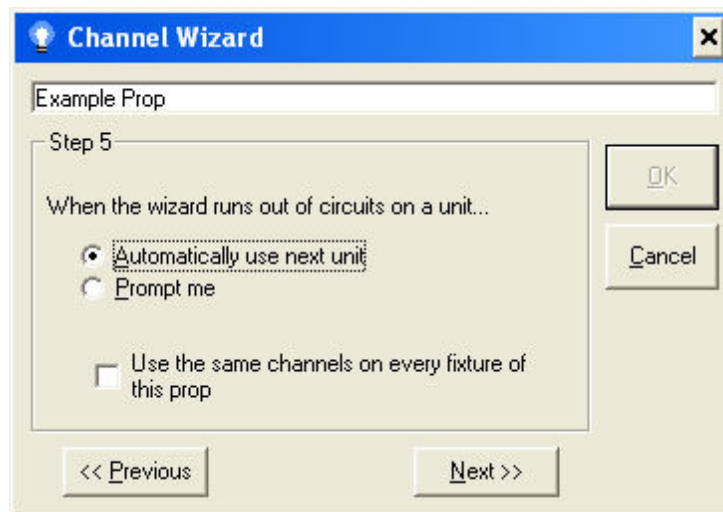 Channel Wizard
Example Prop
Step 5
When the wizard runs out of circuits on a unit...
Automatically use next unit
Prompt me
Use the same channels on every fixture of
this prop
OK
Cancel
<< Previous
Next >>